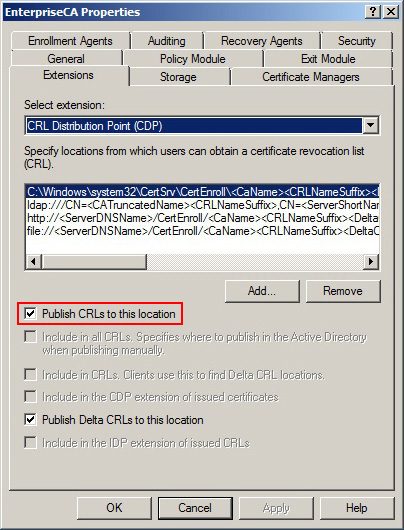 EnterpriseCA Properties
Enrollment Agents Auditing Recovery Agents Security
General Policy Module Exit Module
Extensions Storage Certificate Managers
Select extension:
CRL Distribution Point (CDP)
Specify locations from which users can obtain a certificate revocation list
(CRL).
C:\Windows\system32\CertSrv\CertEnroll\<CaName><CRLNameSuffix><
ldap:///CN=<CATruncatedName><CRLNameSuffix>,CN=<ServerShortName
http://<ServerDNSName>/CertEnroll/<CaName><CRLNameSuffix><Delta
file://<ServerDNSName>/CertEnroll/<CaName><CRLNameSuffix><DeltaC
Add... Remove
Publish CRLs to this location
Include in all CRLs. Specifies where to publish in the Active Directory
when publishing manually.
Include in CRLs. Clients use this to find Delta CRL locations.
Include in the CDP extension of issued certificates
Publish Delta CRLs to this location
Include in the IDP extension of issued CRLs
OK Cancel Apply Help